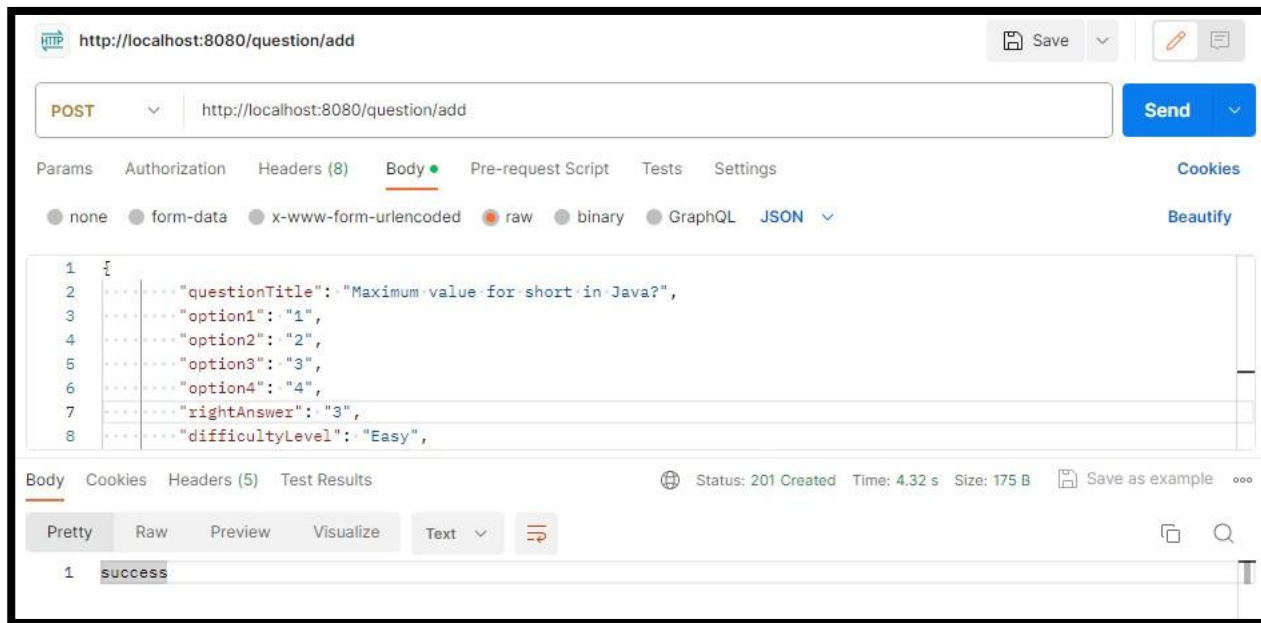 HTTP http://localhost:8080/question/add Save
POST http://localhost:8080/question/add Send
Params Authorization Headers (8) Body Pre-request Script Tests Settings Cookies
none form-data x-www-form-urlencoded raw binary GraphQL JSON Beautify
1 {
2 "questionTitle": "Maximum value for short in Java?",
3 "option1": "1",
4 "option2": "2",
5 "option3": "3",
6 "option4": "4",
7 "rightAnswer": "3",
8 "difficultyLevel": "Easy",
Body Cookies Headers (5) Test Results Status: 201 Created Time: 4.32 s Size: 175 B Save as example
Pretty Raw Preview Visualize Text
1 success